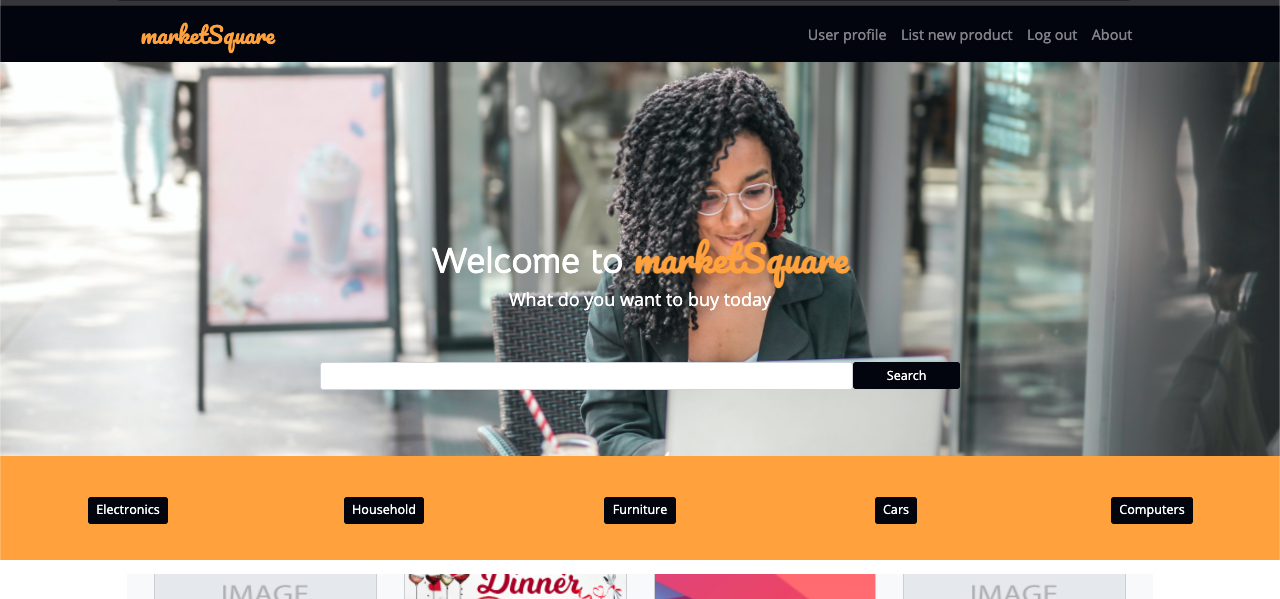 marketSquare
User profile List new product Log out About
Welcome to marketSquare
What do you want to buy today
Search
Electronics Household Furniture Cars Computers
IMAGE Dinner IMAGE